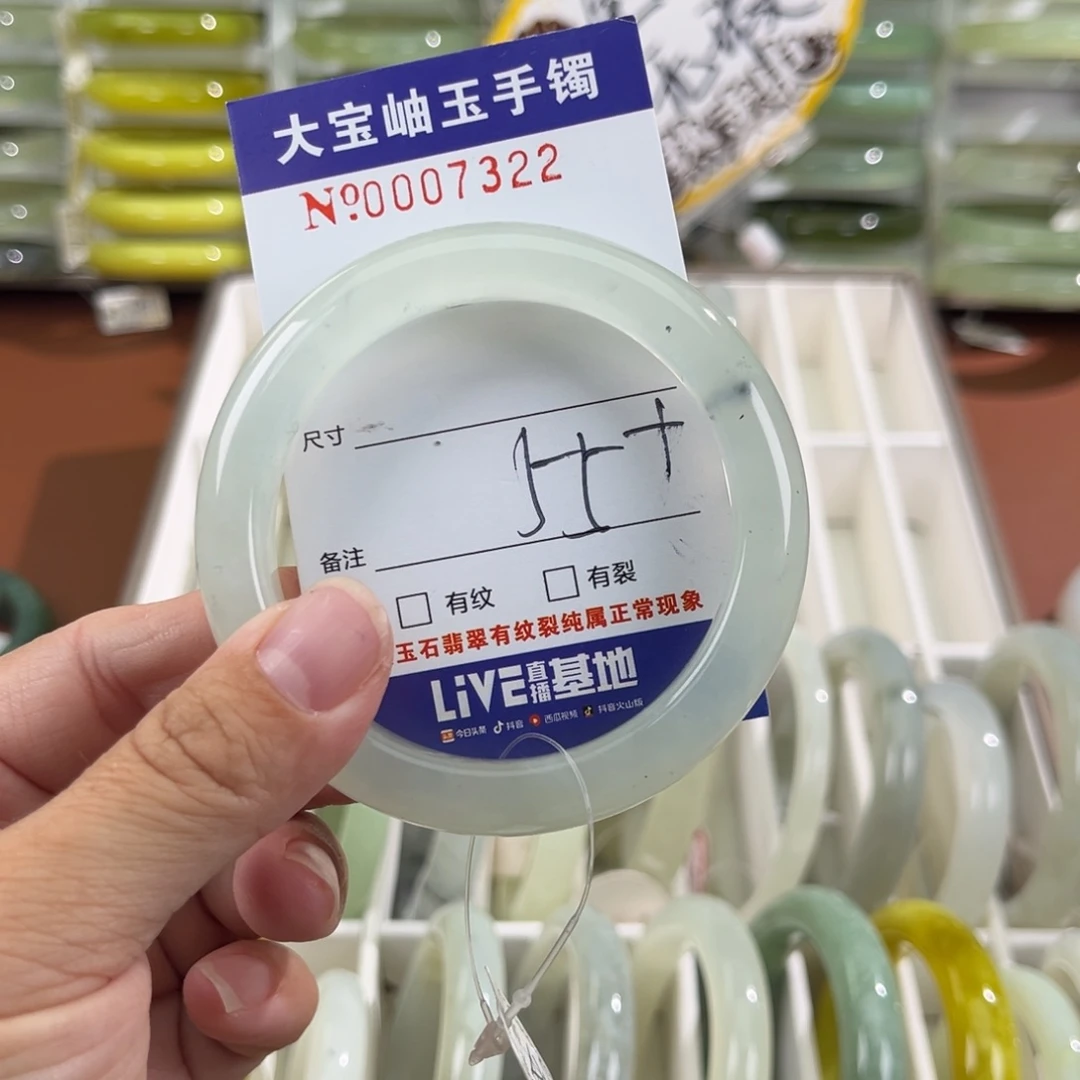 大宝岫玉手镯
Nº0007322
尺寸
备注
有纹 有裂
玉石翡翠有纹裂纯属正常现象
LiVE直播基地
今日头条 抖音 西瓜视频 抖音火山版